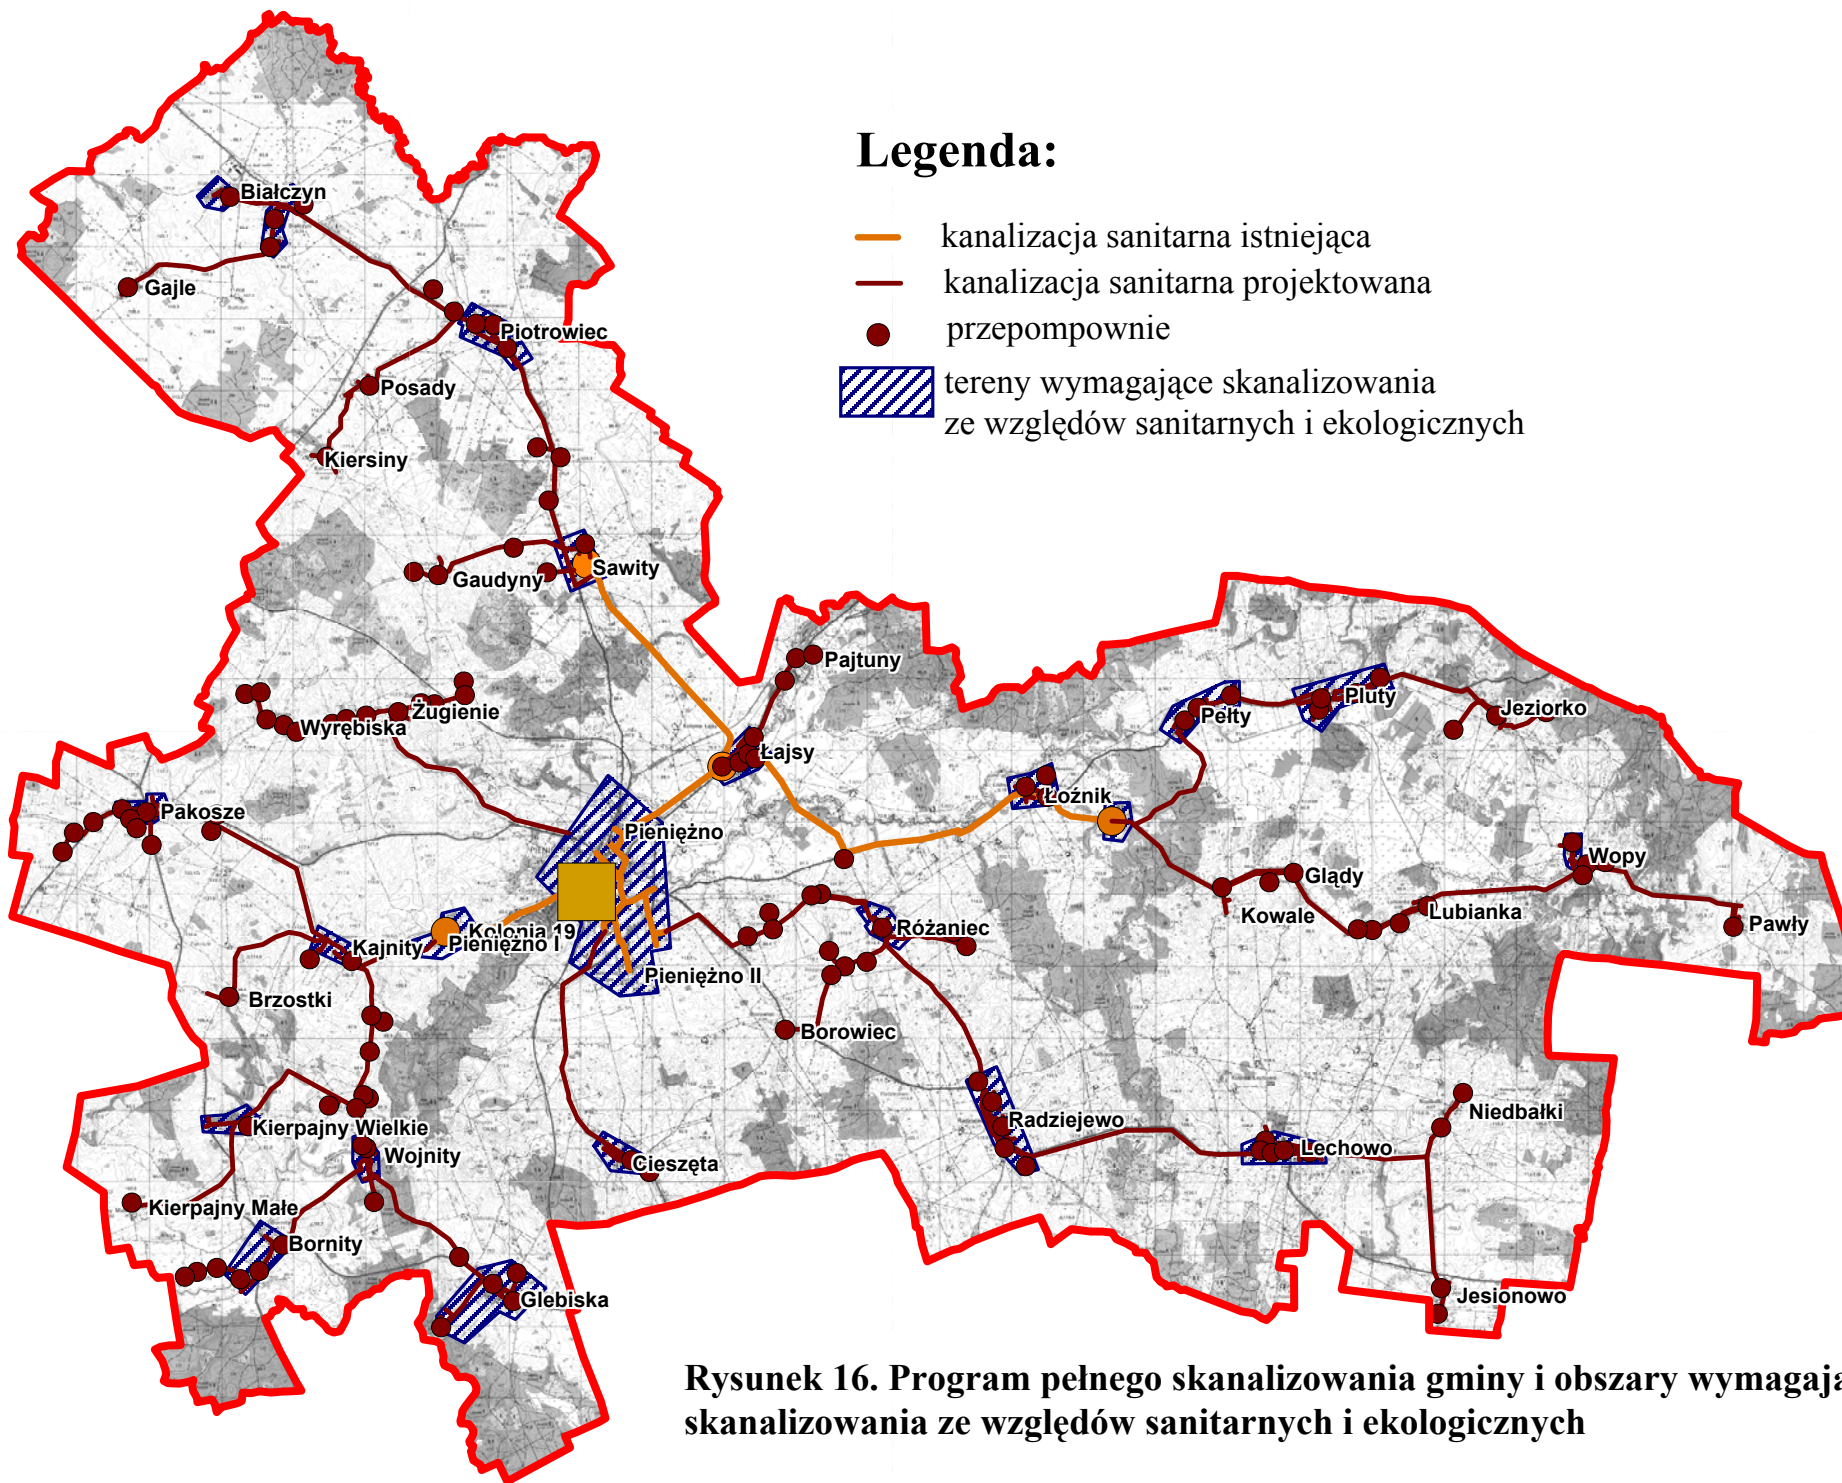 Legenda:
kanalizacja sanitarna istniejąca
kanalizacja sanitarna projektowana
przepompownie
tereny wymagające skanalizowania
ze względów sanitarnych i ekologicznych
Białczyn
Gajle
Piotrowiec
Posady
Kiersiny
Gaudyny
Sawity
Pajtuny
Pełty
Pluty
Jeziorko
Wyrębiska
Żugienie
Łajsy
Łoźnik
Pakosze
Pieniężno
Wopy
Glądy
Kowale
Lubianka
Pawły
Kolonia 19
Pieniężno I
Kajnity
Różaniec
Pieniężno II
Brzostki
Borowiec
Niedbałki
Radziejewo
Kierpajny Wielkie
Wojnity
Lechowo
Cieszęta
Kierpajny Małe
Bornity
Glebiska
Jesionowo
Rysunek 16. Program pełnego skanalizowania gminy i obszary wymagają
skanalizowania ze względów sanitarnych i ekologicznych